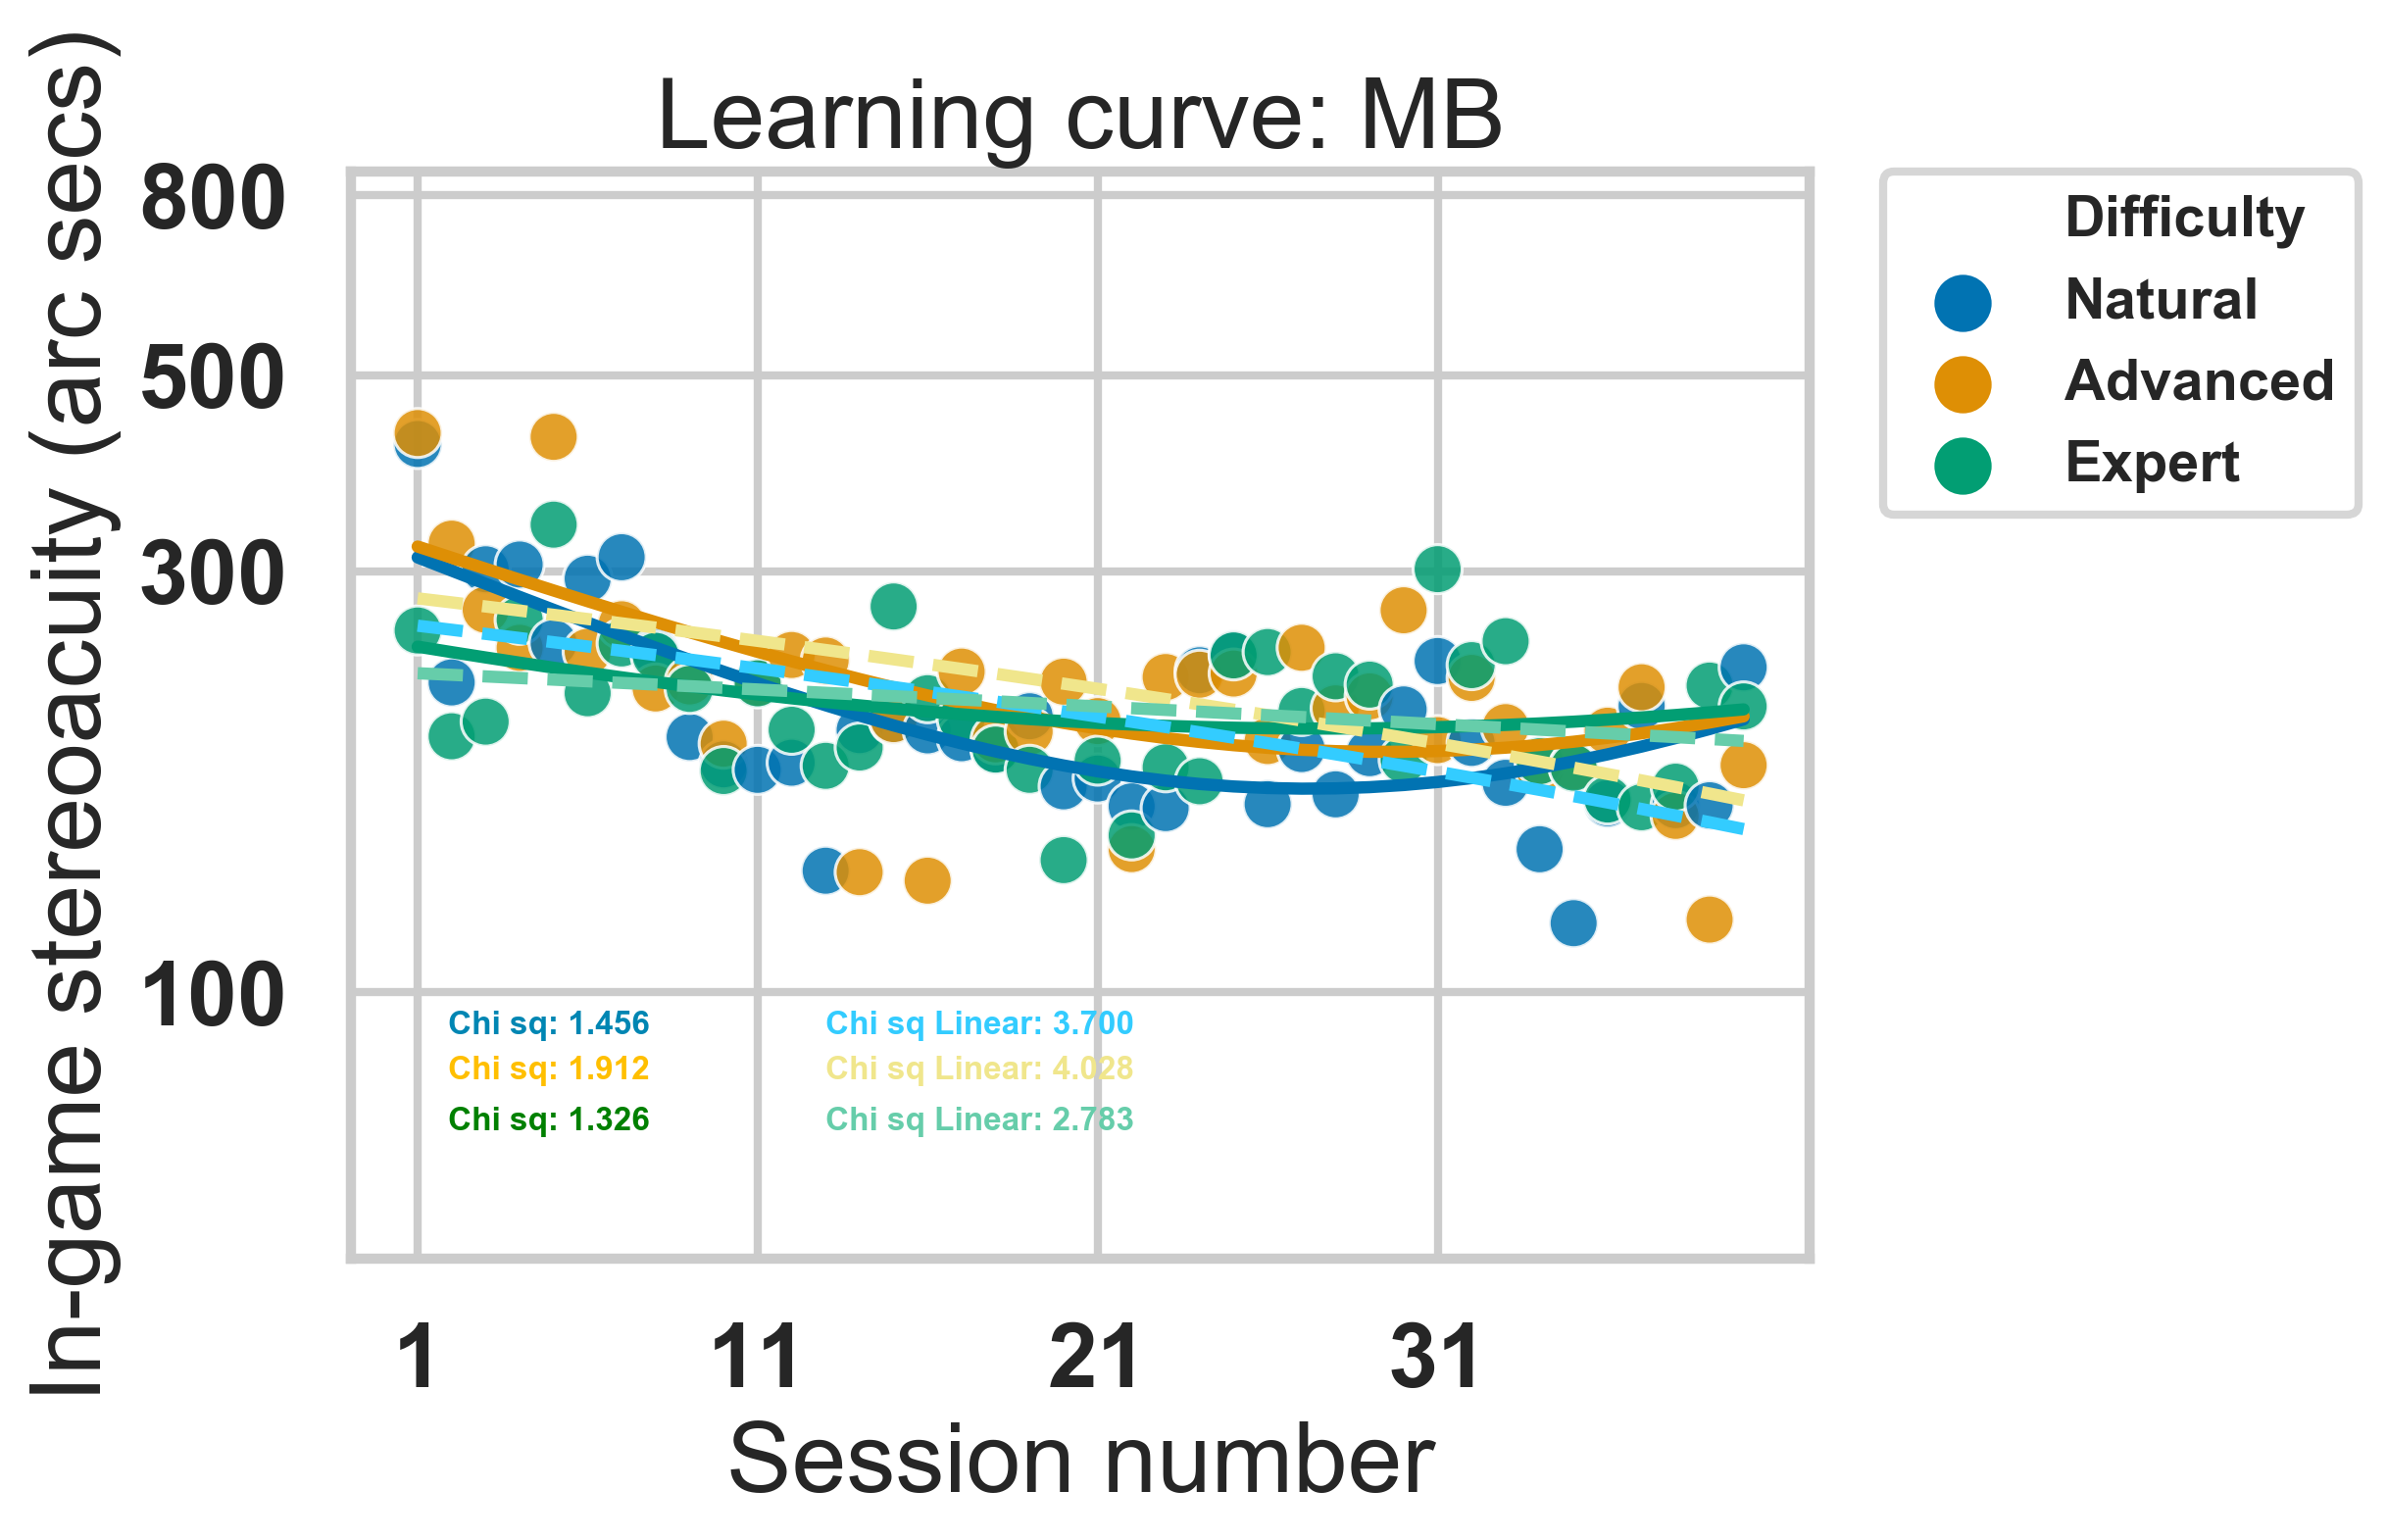 Learning curve: MB
In-game stereoacuity (arc secs)
800
500
300
100
Difficulty
Natural
Advanced
Expert
Chi sq: 1.456
Chi sq Linear: 3.700
Chi sq: 1.912
Chi sq Linear: 4.028
Chi sq: 1.326
Chi sq Linear: 2.783
1 11 21 31
Session number